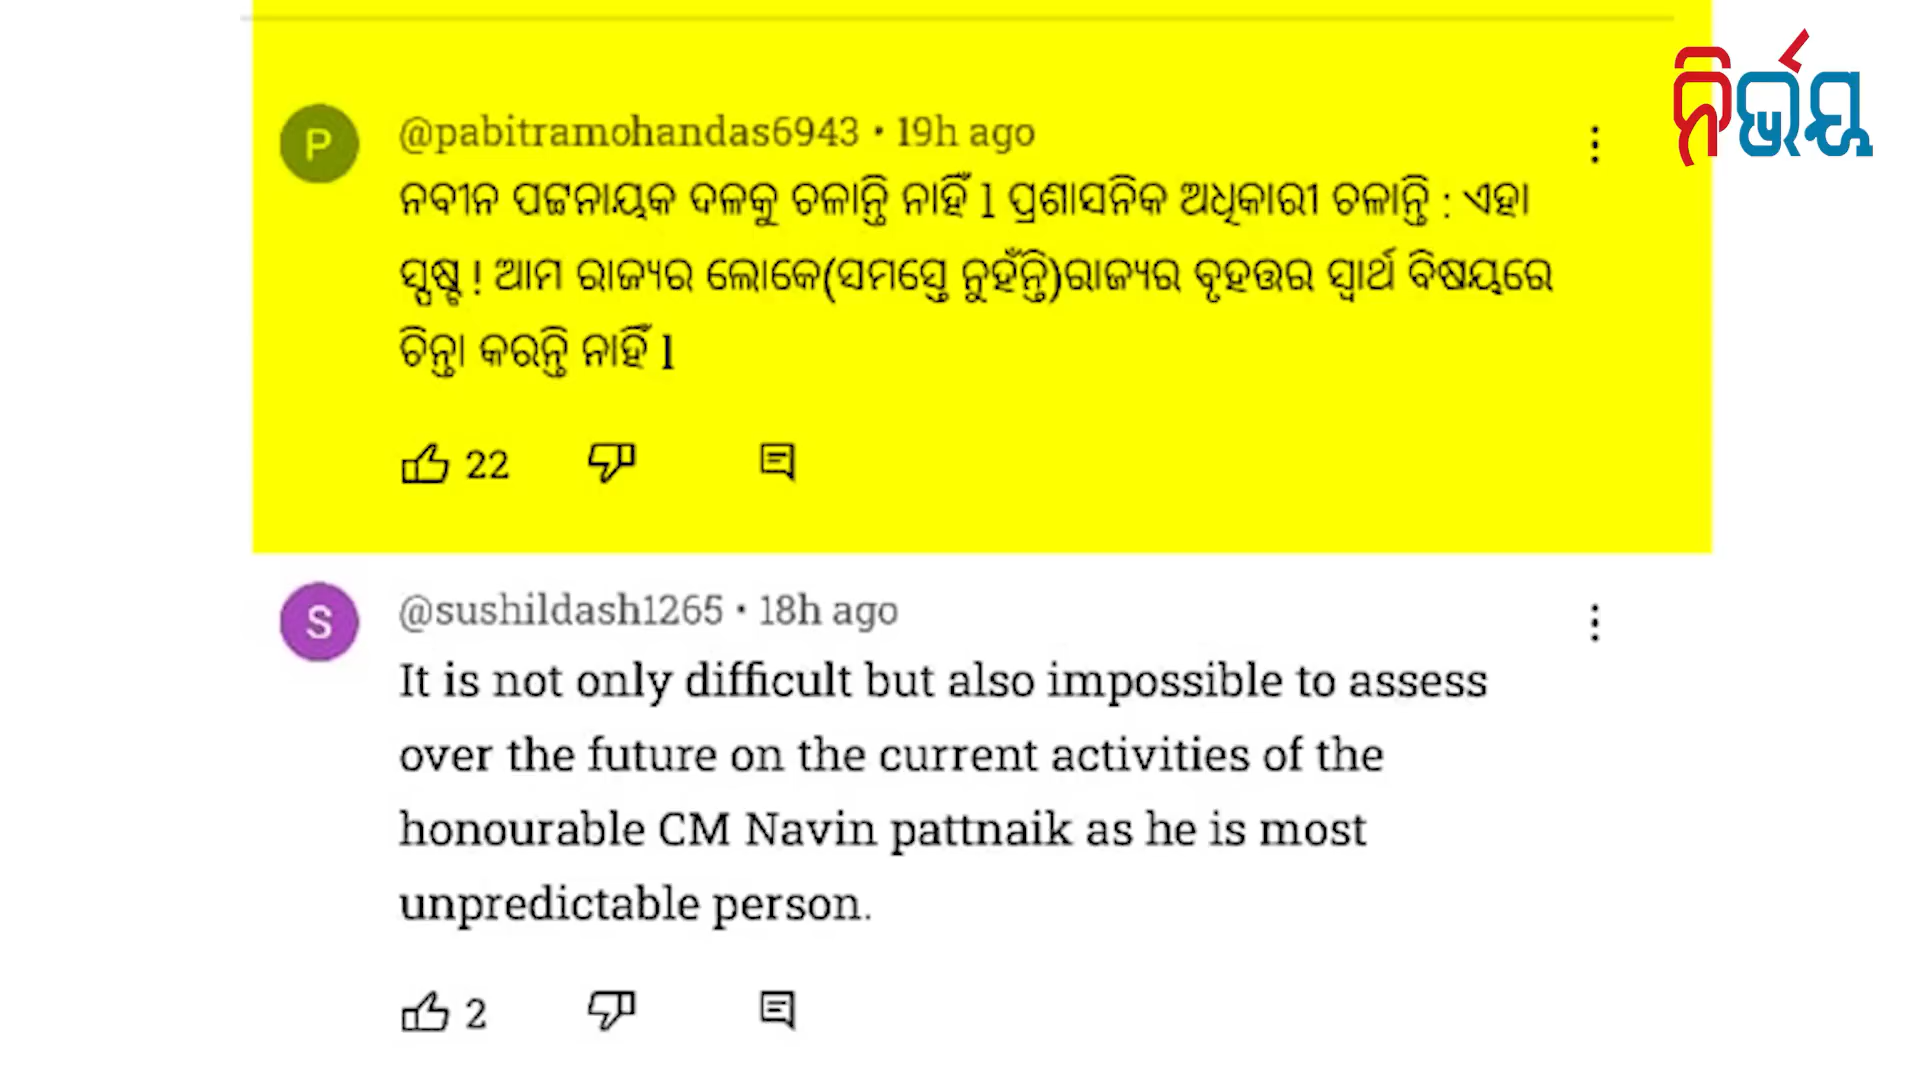 ନିର୍ଭୟ
P
@pabitramohandas6943 • 19h ago
ନବୀନ ପଟ୍ଟନାୟକ ଦଳକୁ ଚଳାନ୍ତି ନାହିଁ l ପ୍ରଶାସନିକ ଅଧିକାରୀ ଚଳାନ୍ତି : ଏହା
ସ୍ପଷ୍ଟ ! ଆମ ରାଜ୍ୟର ଲୋକେ(ସମସ୍ତେ ନୁହଁନ୍ତି)ରାଜ୍ୟର ବୃହତ୍ତର ସ୍ୱାର୍ଥ ବିଷୟରେ
ଚିନ୍ତା କରନ୍ତି ନାହିଁ l
22
S
@sushildash1265 • 18h ago
It is not only difficult but also impossible to assess
over the future on the current activities of the
honourable CM Navin pattnaik as he is most
unpredictable person.
2